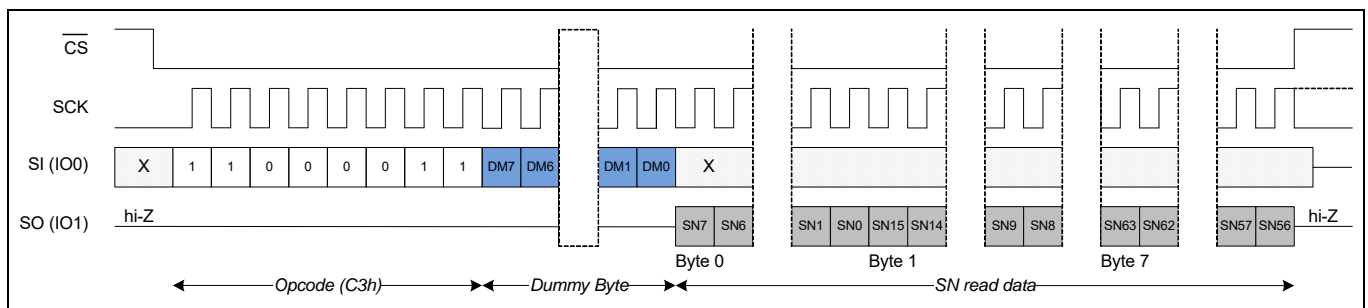 CS
SCK
SI (IO0) X 1 1 0 0 0 0 1 1 DM7 DM6 DM1 DM0 X
SO (IO1) hi-Z SN7 SN6 SN1 SN0 SN15 SN14 SN9 SN8 SN63 SN62 SN57 SN56 hi-Z
Byte 0 Byte 1 Byte 7
Opcode (C3h) Dummy Byte SN read data